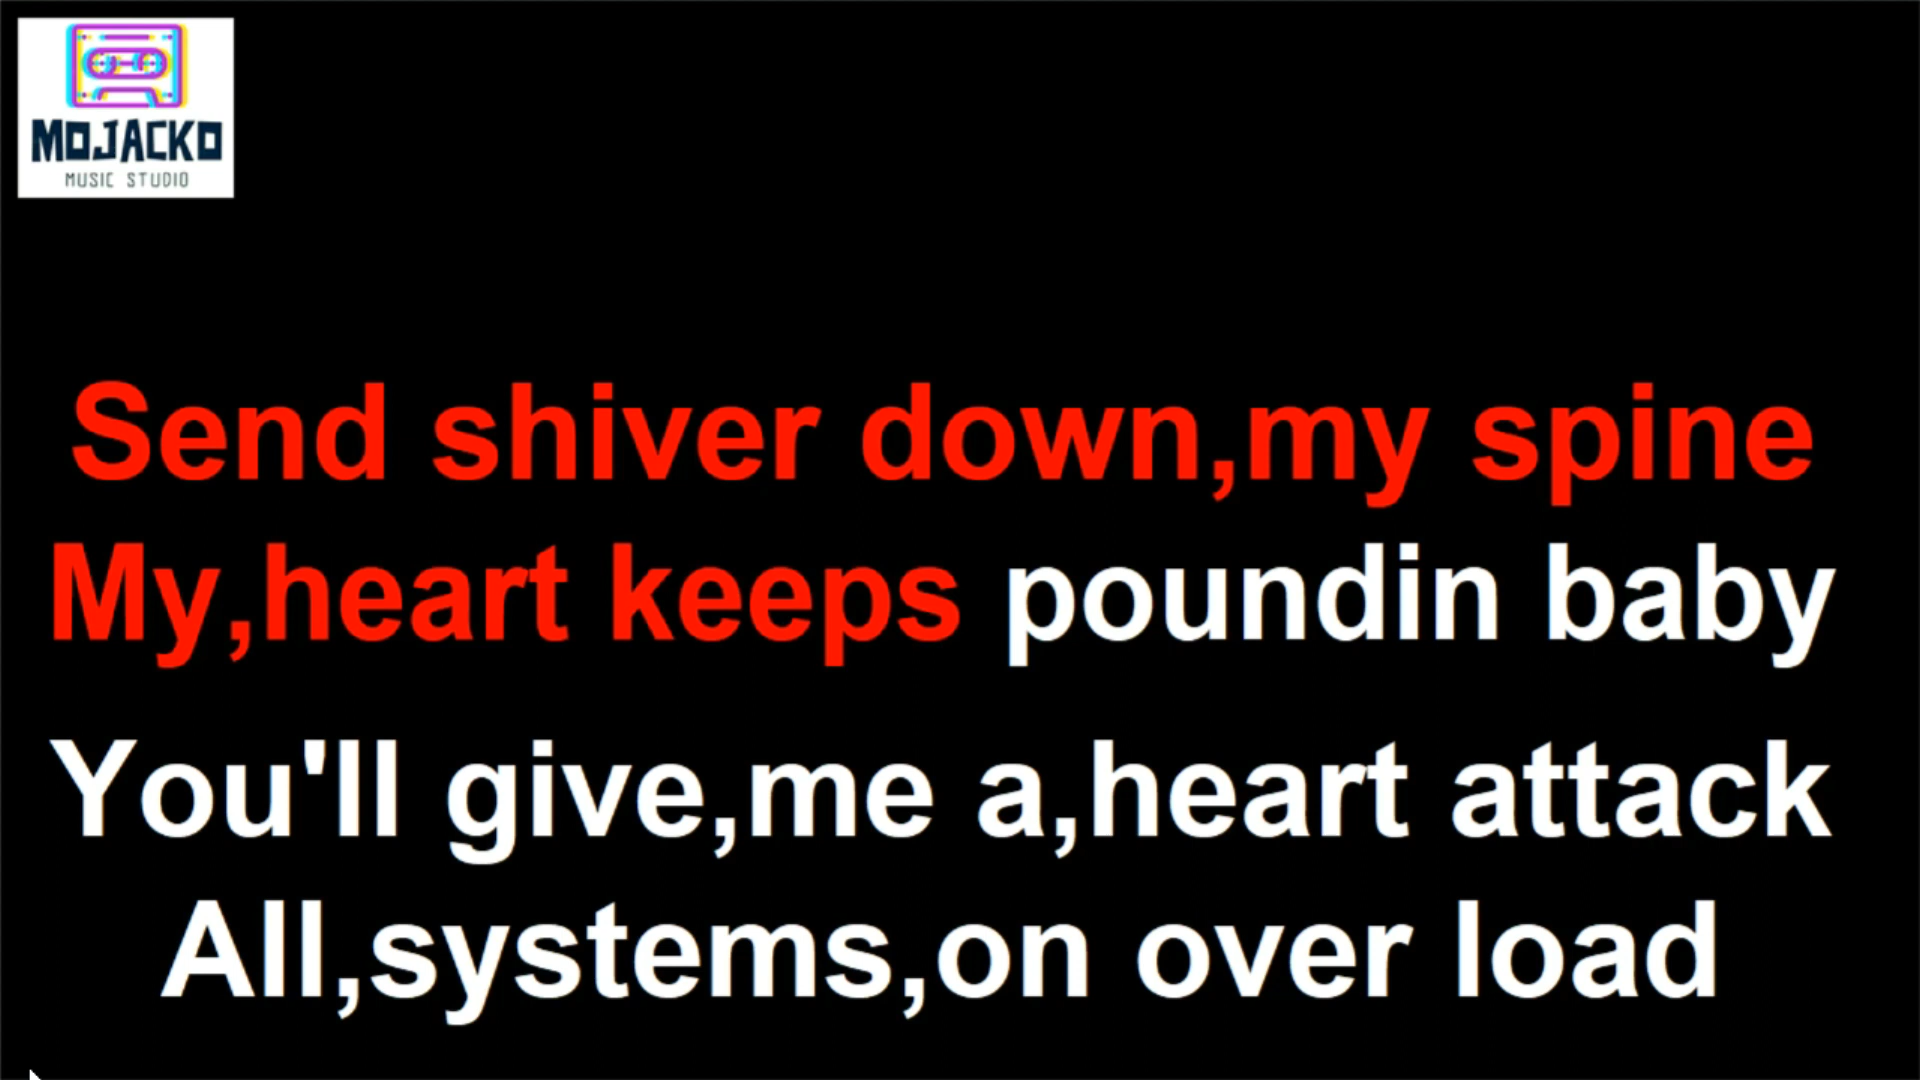 MOJACKO
MUSIC STUDIO
Send shiver down,my spine
My,heart keeps poundin baby
You'll give,me a,heart attack
All,systems,on over load